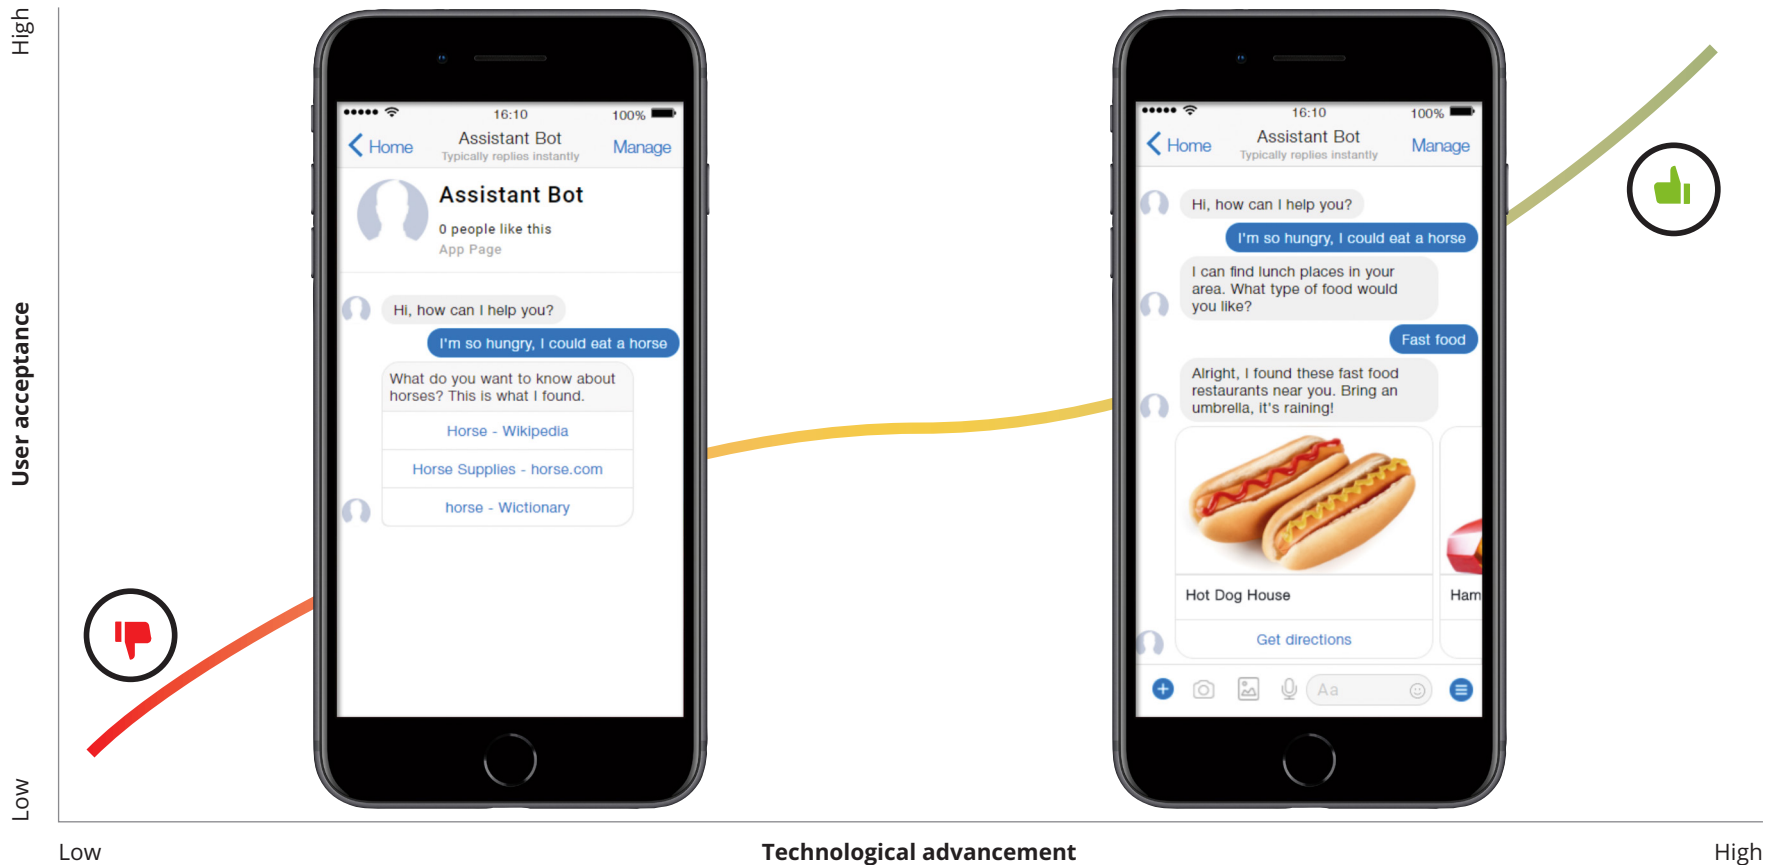 High
User acceptance
Low
16:10
100%
Home
Assistant Bot
Typically replies instantly
Manage
Assistant Bot
0 people like this
App Page
Hi, how can I help you?
I'm so hungry, I could eat a horse
What do you want to know about
horses? This is what I found.
Horse - Wikipedia
Horse Supplies - horse.com
horse - Wictionary
16:10
100%
Home
Assistant Bot
Typically replies instantly
Manage
Hi, how can I help you?
I'm so hungry, I could eat a horse
I can find lunch places in your
area. What type of food would
you like?
Fast food
Alright, I found these fast food
restaurants near you. Bring an
umbrella, it's raining!
Hot Dog House
Ham
Get directions
Aa
Low
Technological advancement
High